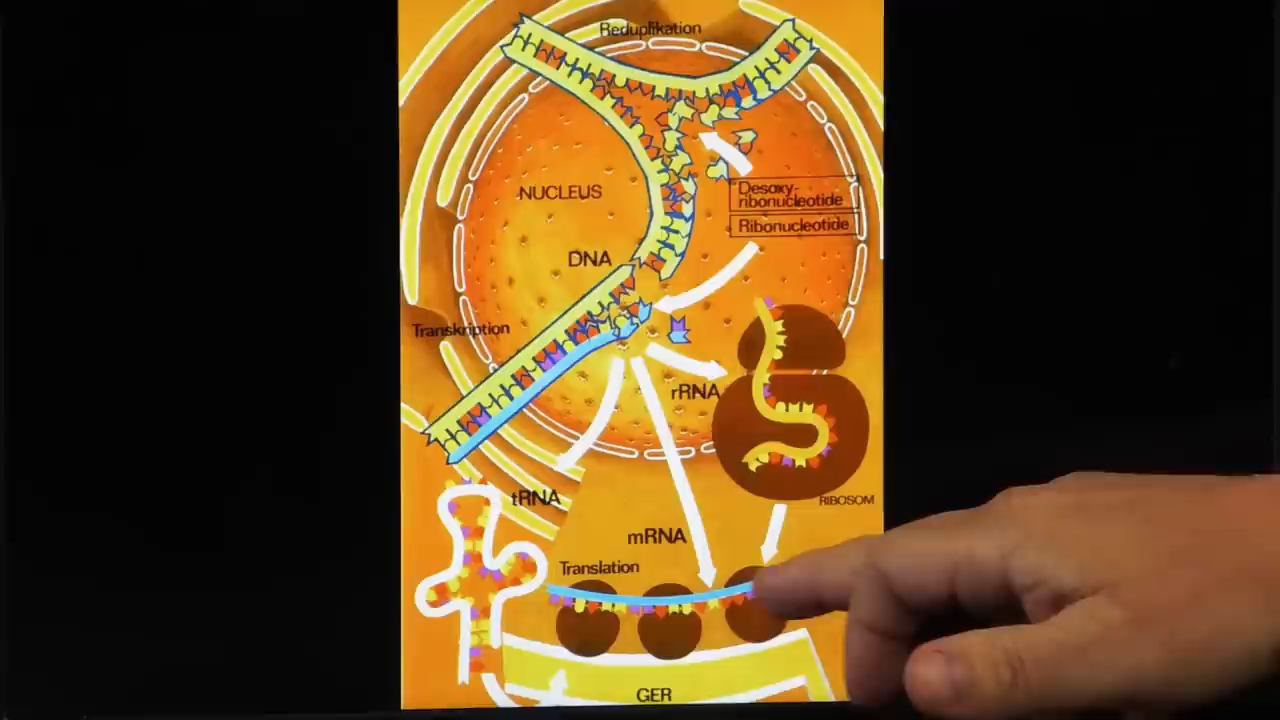 Reduplikation
NUCLEUS
Desoxy-
ribonucleotide
Ribonucleotide
DNA
Transkription
rRNA
tRNA
RIBOSOM
mRNA
Translation
GER